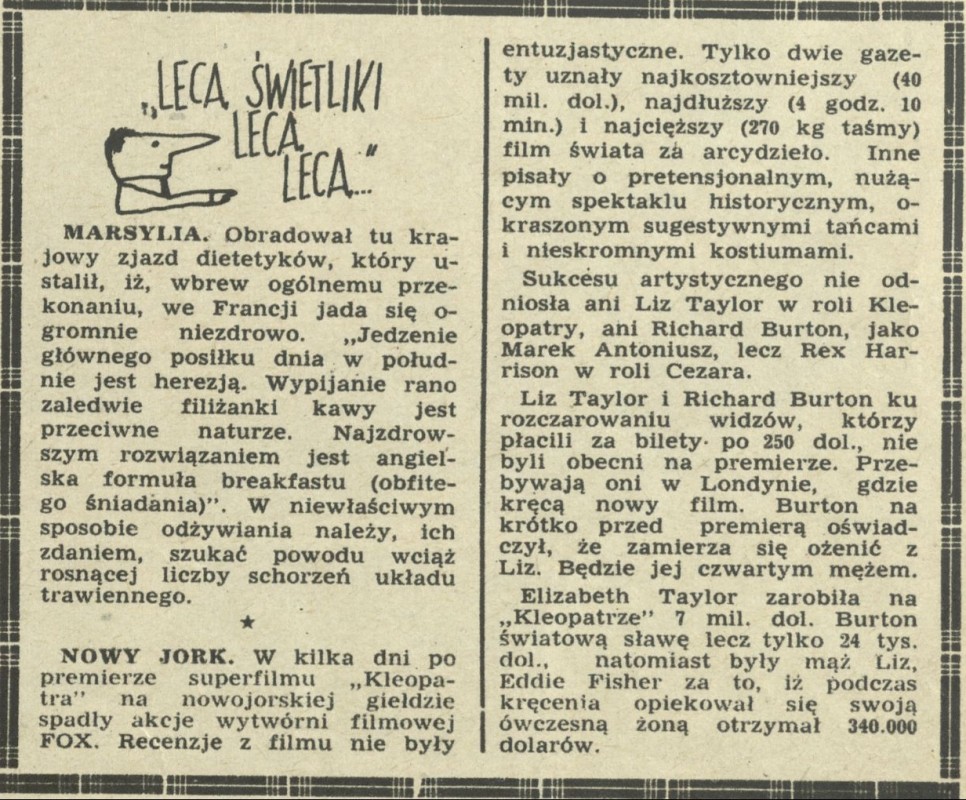 „LECĄ ŚWIETLIKI
LECĄ,
LECĄ..."
MARSYLIA. Obradował tu kra-
jowy zjazd dietetyków, który u-
stalił, iż, wbrew ogólnemu prze-
konaniu, we Francji jada się o-
gromnie niezdrowo. „Jedzenie
głównego posiłku dnia w połud-
nie jest herezją. Wypijanie rano
zaledwie filiżanki kawy jest
przeciwne naturze. Najzdrow-
szym rozwiązaniem jest angiel-
ska formuła breakfastu (obfite-
go śniadania)”. W niewłaściwym
sposobie odżywiania należy, ich
zdaniem, szukać powodu wciąż
rosnącej liczby schorzeń układu
trawiennego.
★
NOWY JORK. W kilka dni po
premierze superfilmu „Kleopa-
tra” na nowojorskiej giełdzie
spadły akcje wytwórni filmowej
FOX. Recenzje z filmu nie były
entuzjastyczne. Tylko dwie gaze-
ty uznały najkosztowniejszy (40
mil. dol.), najdłuższy (4 godz. 10
min.) i najcięższy (270 kg taśmy)
film świata za arcydzieło. Inne
pisały o pretensjonalnym, nużą-
cym spektaklu historycznym, o-
kraszonym sugestywnymi tańcami
i nieskromnymi kostiumami.
Sukcesu artystycznego nie od-
niosła ani Liz Taylor w roli Kle-
opatry, ani Richard Burton, jako
Marek Antoniusz, lecz Rex Har-
rison w roli Cezara.
Liz Taylor i Richard Burton ku
rozczarowaniu widzów, którzy
płacili za bilety po 250 dol., nie
byli obecni na premierze. Prze-
bywają oni w Londynie, gdzie
kręcą nowy film. Burton na
krótko przed premierą oświad-
czył, że zamierza się ożenić z
Liz. Będzie jej czwartym mężem.
Elizabeth Taylor zarobiła na
„Kleopatrze” 7 mil. dol. Burton
światową sławę lecz tylko 24 tys.
dol., natomiast były mąż Liz,
Eddie Fisher za to, iż podczas
kręcenia opiekował się swoją
ówczesną żoną otrzymał 340.000
dolarów.